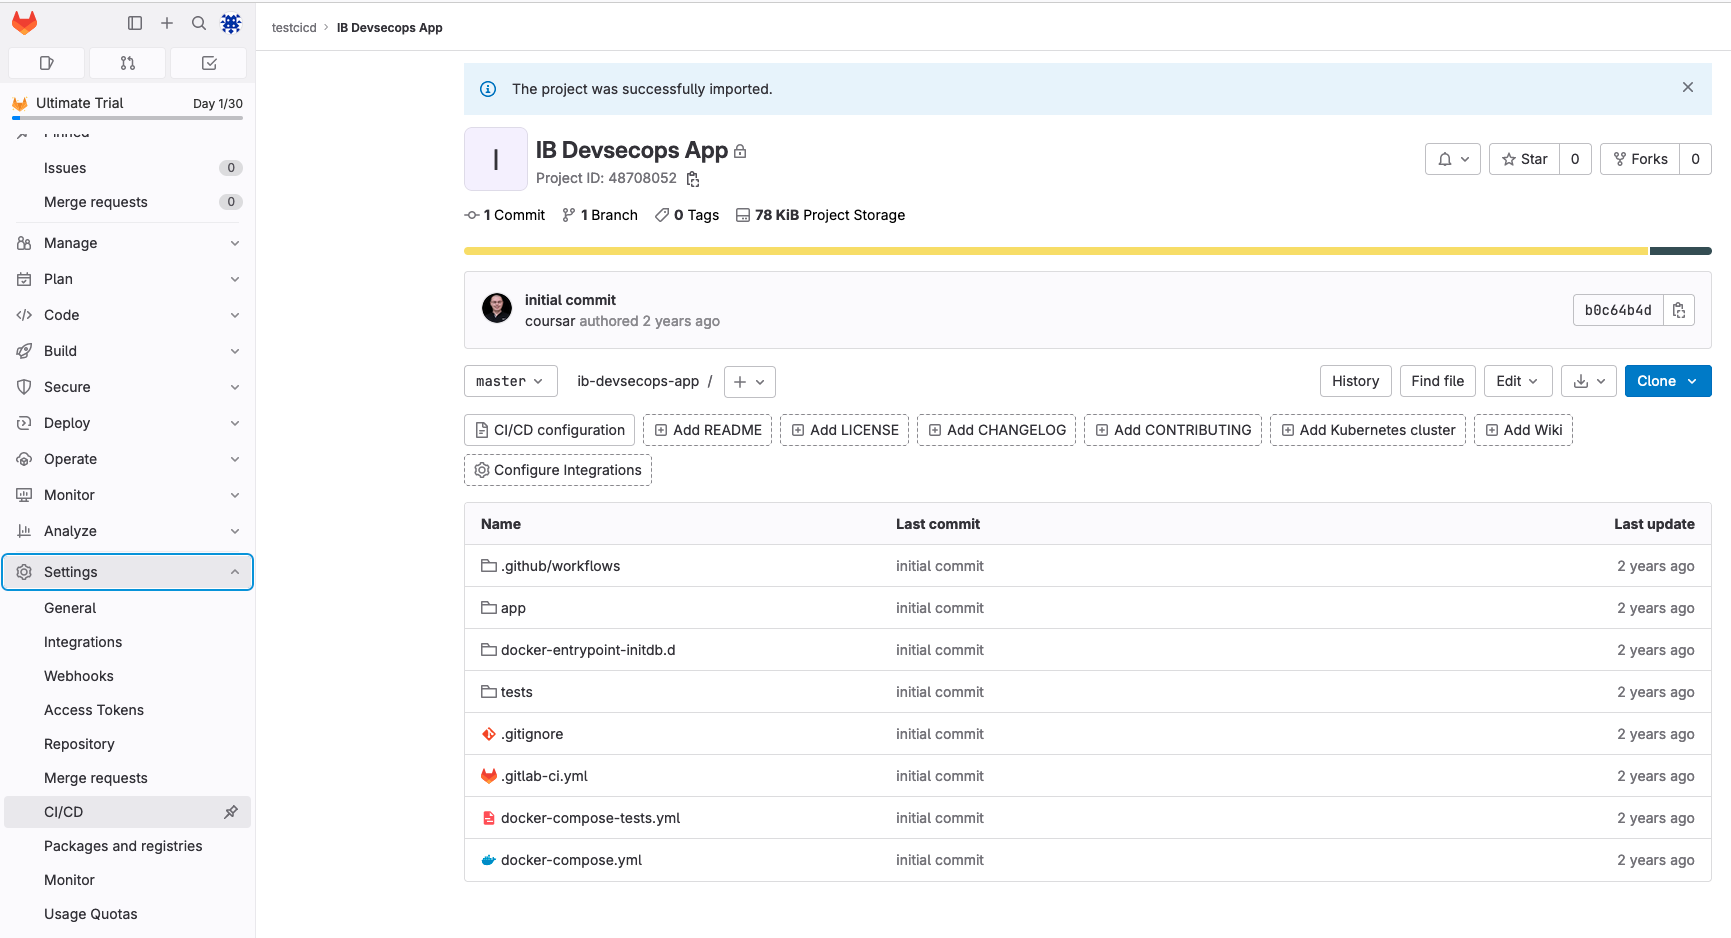 testcicd › IB Devsecops App
Ultimate Trial Day 1/30
Pinned
Issues 0
Merge requests 0
Manage
Plan
Code
Build
Secure
Deploy
Operate
Monitor
Analyze
Settings
General
Integrations
Webhooks
Access Tokens
Repository
Merge requests
CI/CD
Packages and registries
Monitor
Usage Quotas
The project was successfully imported.
I
IB Devsecops App
Project ID: 48708052
Star 0
Forks 0
1 Commit 1 Branch 0 Tags 78 KiB Project Storage
initial commit
coursar authored 2 years ago
b0c64b4d
master ib-devsecops-app /
History Find file Edit Clone
CI/CD configuration Add README Add LICENSE Add CHANGELOG Add CONTRIBUTING Add Kubernetes cluster Add Wiki
Configure Integrations
Name Last commit Last update
.github/workflows initial commit 2 years ago
app initial commit 2 years ago
docker-entrypoint-initdb.d initial commit 2 years ago
tests initial commit 2 years ago
.gitignore initial commit 2 years ago
.gitlab-ci.yml initial commit 2 years ago
docker-compose-tests.yml initial commit 2 years ago
docker-compose.yml initial commit 2 years ago